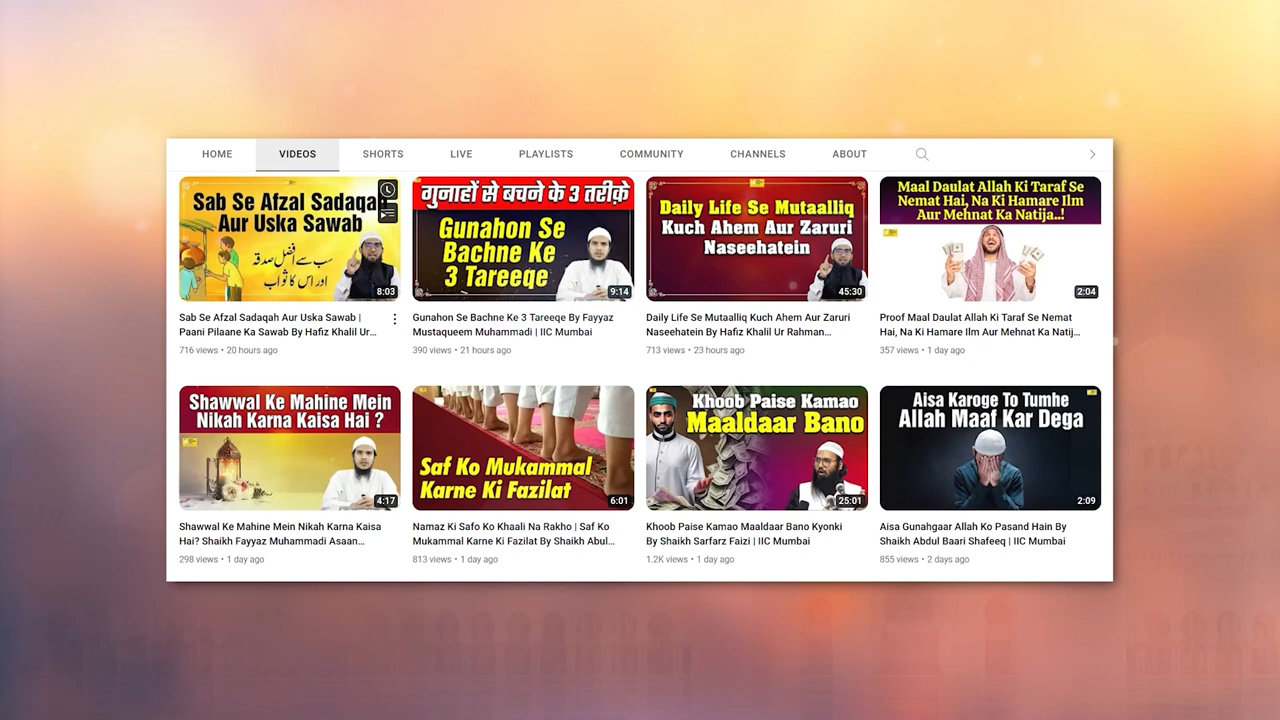 HOME VIDEOS SHORTS LIVE PLAYLISTS COMMUNITY CHANNELS ABOUT
Sab Se Afzal Sadaqah
Aur Uska Sawab
سب سے افضل صدقہ
اور اس کا ثواب
8:03
गुनाहों से बचने के 3 तरीक़े
Gunahon Se
Bachne Ke
3 Tareeqe
9:14
Daily Life Se Mutaalliq
Kuch Ahem Aur Zaruri
Naseehatein
45:30
Maal Daulat Allah Ki Taraf Se
Nemat Hai, Na Ki Hamare Ilm
Aur Mehnat Ka Natija..!
2:04
Sab Se Afzal Sadaqah Aur Uska Sawab |
Paani Pilaane Ka Sawab By Hafiz Khalil Ur...
716 views • 20 hours ago
Gunahon Se Bachne Ke 3 Tareeqe By Fayyaz
Mustaqueem Muhammadi | IIC Mumbai
390 views • 21 hours ago
Daily Life Se Mutaalliq Kuch Ahem Aur Zaruri
Naseehatein By Hafiz Khalil Ur Rahman...
713 views • 23 hours ago
Proof Maal Daulat Allah Ki Taraf Se Nemat
Hai, Na Ki Hamare Ilm Aur Mehnat Ka Natij...
357 views • 1 day ago
Shawwal Ke Mahine Mein
Nikah Karna Kaisa Hai ?
4:17
Saf Ko Mukammal
Karne Ki Fazilat
6:01
Khoob Paise Kamao
Maaldaar Bano
25:01
Aisa Karoge To Tumhe
Allah Maaf Kar Dega
2:09
Shawwal Ke Mahine Mein Nikah Karna Kaisa
Hai? Shaikh Fayyaz Muhammadi Asaan...
298 views • 1 day ago
Namaz Ki Safo Ko Khaali Na Rakho | Saf Ko
Mukammal Karne Ki Fazilat By Shaikh Abul...
813 views • 1 day ago
Khoob Paise Kamao Maaldaar Bano Kyonki
By Shaikh Sarfarz Faizi | IIC Mumbai
1.2K views • 1 day ago
Aisa Gunahgaar Allah Ko Pasand Hain By
Shaikh Abdul Baari Shafeeq | IIC Mumbai
855 views • 2 days ago